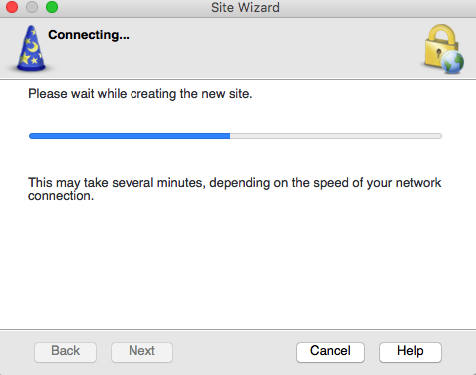 Site Wizard
Connecting...
Please wait while creating the new site.
This may take several minutes, depending on the speed of your network
connection.
Back
Next
Cancel
Help